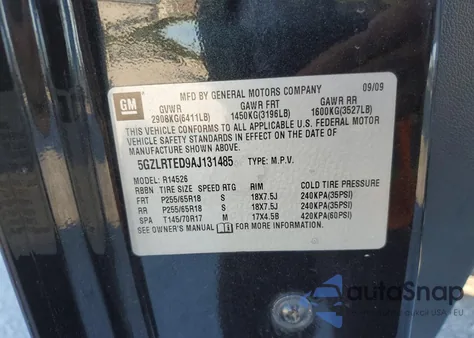 GM
MFD BY GENERAL MOTORS COMPANY 09/09
GVWR GAWR FRT GAWR RR
2908KG(6411LB) 1450KG(3196LB) 1600KG(3527LB)
THIS VEHICLE CONFORMS TO ALL APPLICABLE U.S. FEDERAL
MOTOR VEHICLE SAFETY AND THEFT PREVENTION
STANDARDS IN EFFECT ON THE DATE OF
MANUFACTURE SHOWN ABOVE.
5GZLRTED9AJ131485 TYPE: M.P.V.
MODEL: R14526
RBBN TIRE SIZE SPEED RTG RIM COLD TIRE PRESSURE
FRT P255/65R18 S 18X7.5J 240KPA(35PSI)
RR P255/65R18 S 18X7.5J 240KPA(35PSI)
SPA T145/70R17 M 17X4.5B 420KPA(60PSI)
SEE OWNER'S MANUAL FOR MORE INFORMATION.
autoSnap